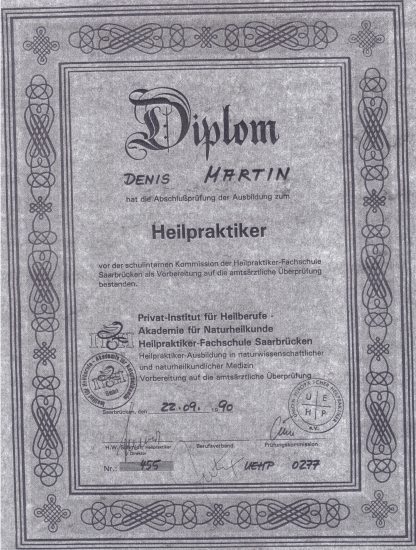 Diplom
DENIS MARTIN
hat die Abschlußprüfung der Ausbildung zum
Heilpraktiker
vor der schulinternen Kommission der Heilpraktiker-Fachschule
Saarbrücken als Vorbereitung auf die amtsärztliche Überprüfung
bestanden.
Privat-Institut für Heilberufe -
Akademie für Naturheilkunde
Heilpraktiker-Fachschule Saarbrücken
Heilpraktiker-Ausbildung in naturwissenschaftlicher
und naturheilkundlicher Medizin
Vorbereitung auf die amtsärztliche Überprüfung
Saarbrücken, den 22.09. 1990
H.W. Heilpraktiker Berufsverband Prüfungskommission
Direktor
Nr.: 455 UEHP 0277
UEHP
e.V.